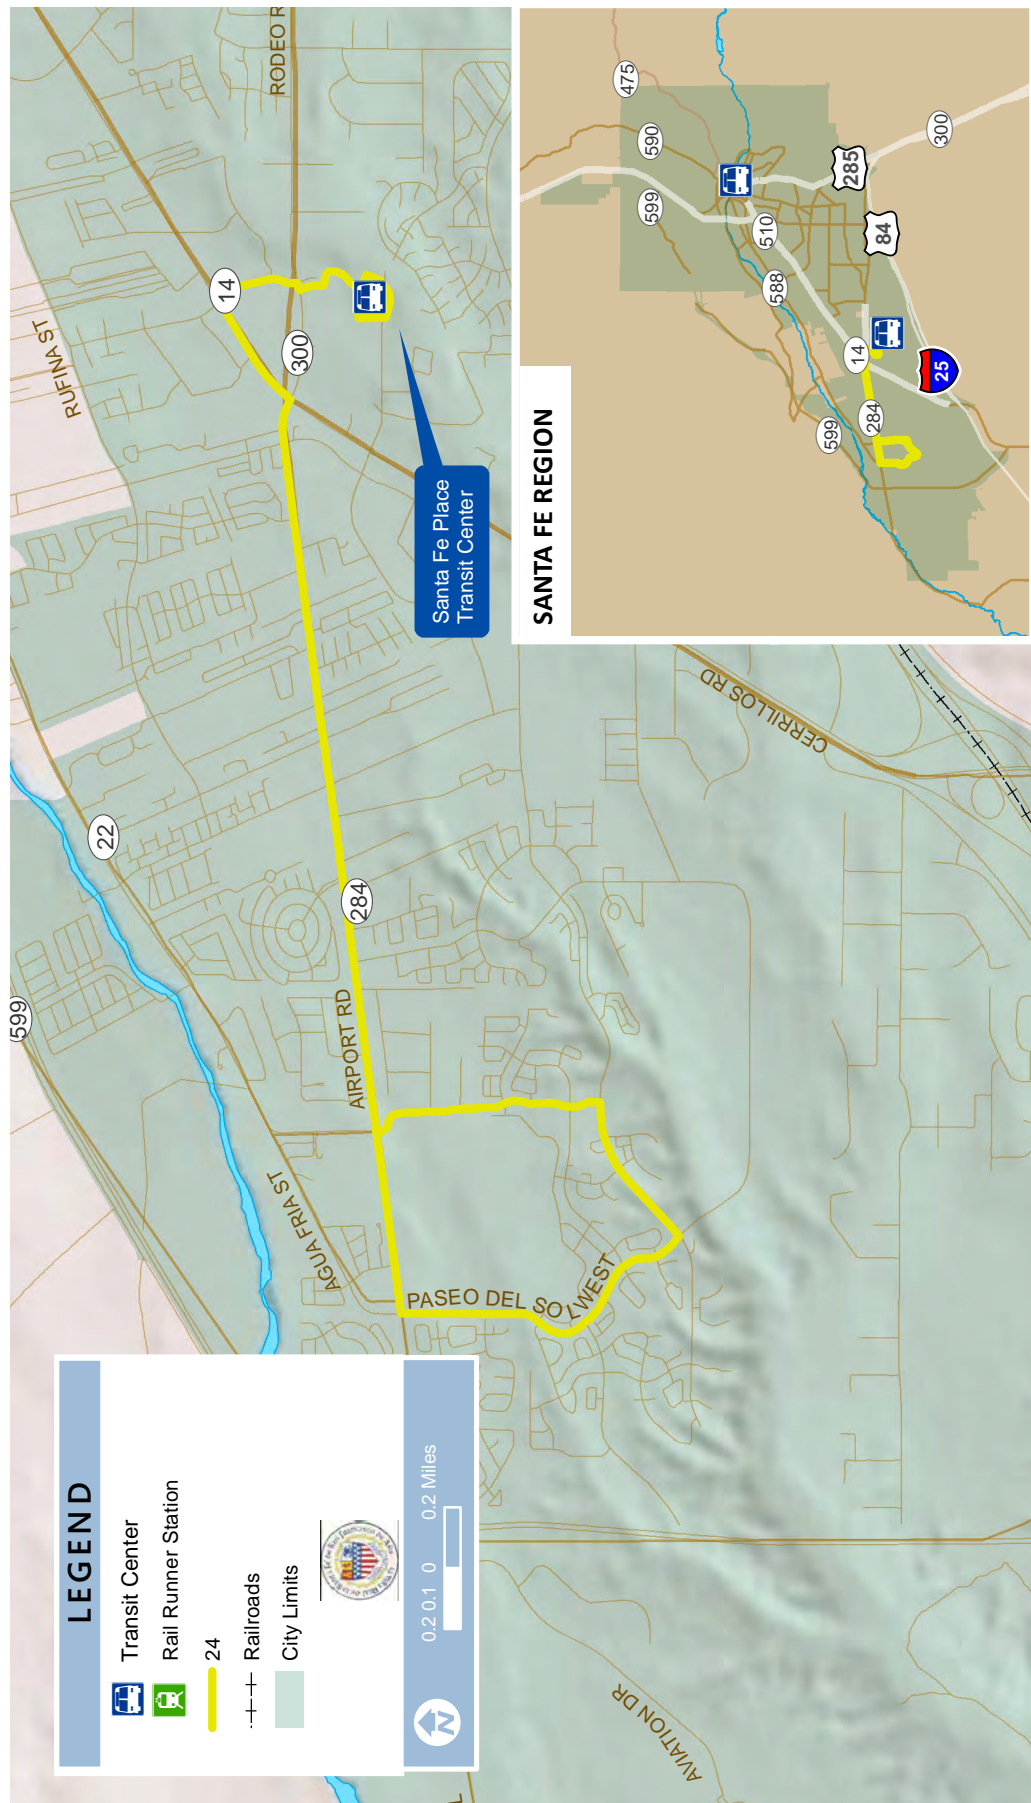 LEGEND
Transit Center
Rail Runner Station
24
Railroads
City Limits
0.2 0.1 0 0.2 Miles
N
599
22
RUFINA ST
RODEO R
14
300
284
AIRPORT RD
AGUA FRIA ST
PASEO DEL SOL WEST
CERRILLOS RD
AVIATION DR
L
Santa Fe Place
Transit Center
SANTA FE REGION
475
590
599
510
588
285
300
84
14
25
284
599